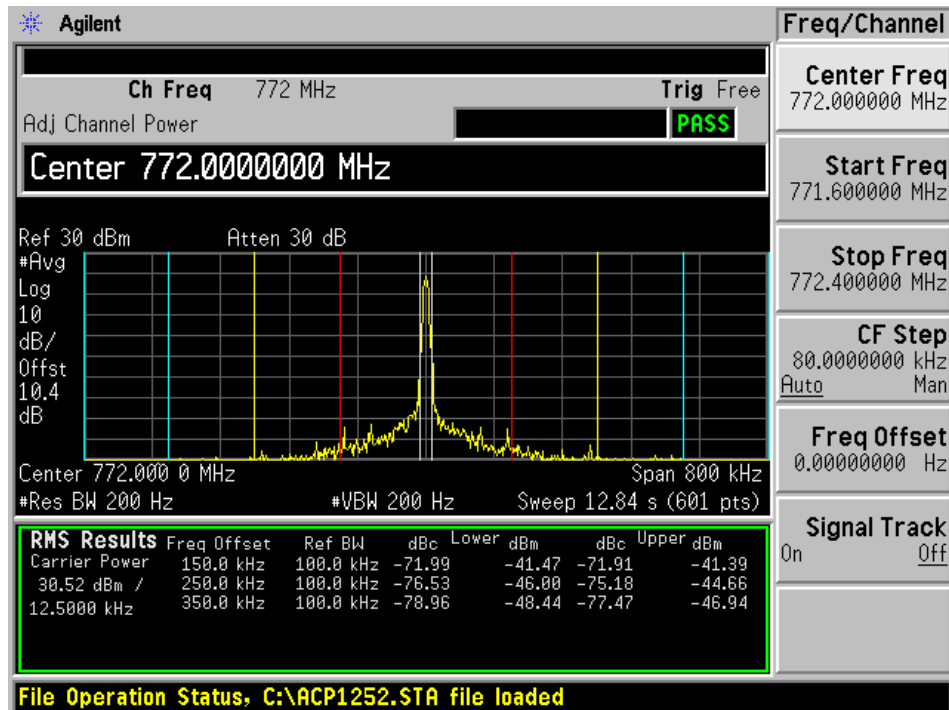 Agilent
Freq/Channel
Ch Freq 772 MHz Trig Free
Adj Channel Power PASS
Center 772.0000000 MHz
Ref 30 dBm Atten 30 dB
#Avg
Log
10
dB/
Offst
10.4
dB
Center 772.000 0 MHz Span 800 kHz
#Res BW 200 Hz #VBW 200 Hz Sweep 12.84 s (601 pts)
RMS Results Freq Offset Ref BW dBc Lower dBm dBc Upper dBm
Carrier Power 150.0 kHz 100.0 kHz -71.99 -41.47 -71.91 -41.39
30.52 dBm / 250.0 kHz 100.0 kHz -76.53 -46.00 -75.18 -44.66
12.5000 kHz 350.0 kHz 100.0 kHz -78.96 -48.44 -77.47 -46.94
File Operation Status, C:\ACP1252.STA file loaded
Center Freq
772.000000 MHz
Start Freq
771.600000 MHz
Stop Freq
772.400000 MHz
CF Step
80.0000000 kHz
Auto Man
Freq Offset
0.00000000 Hz
Signal Track
On Off